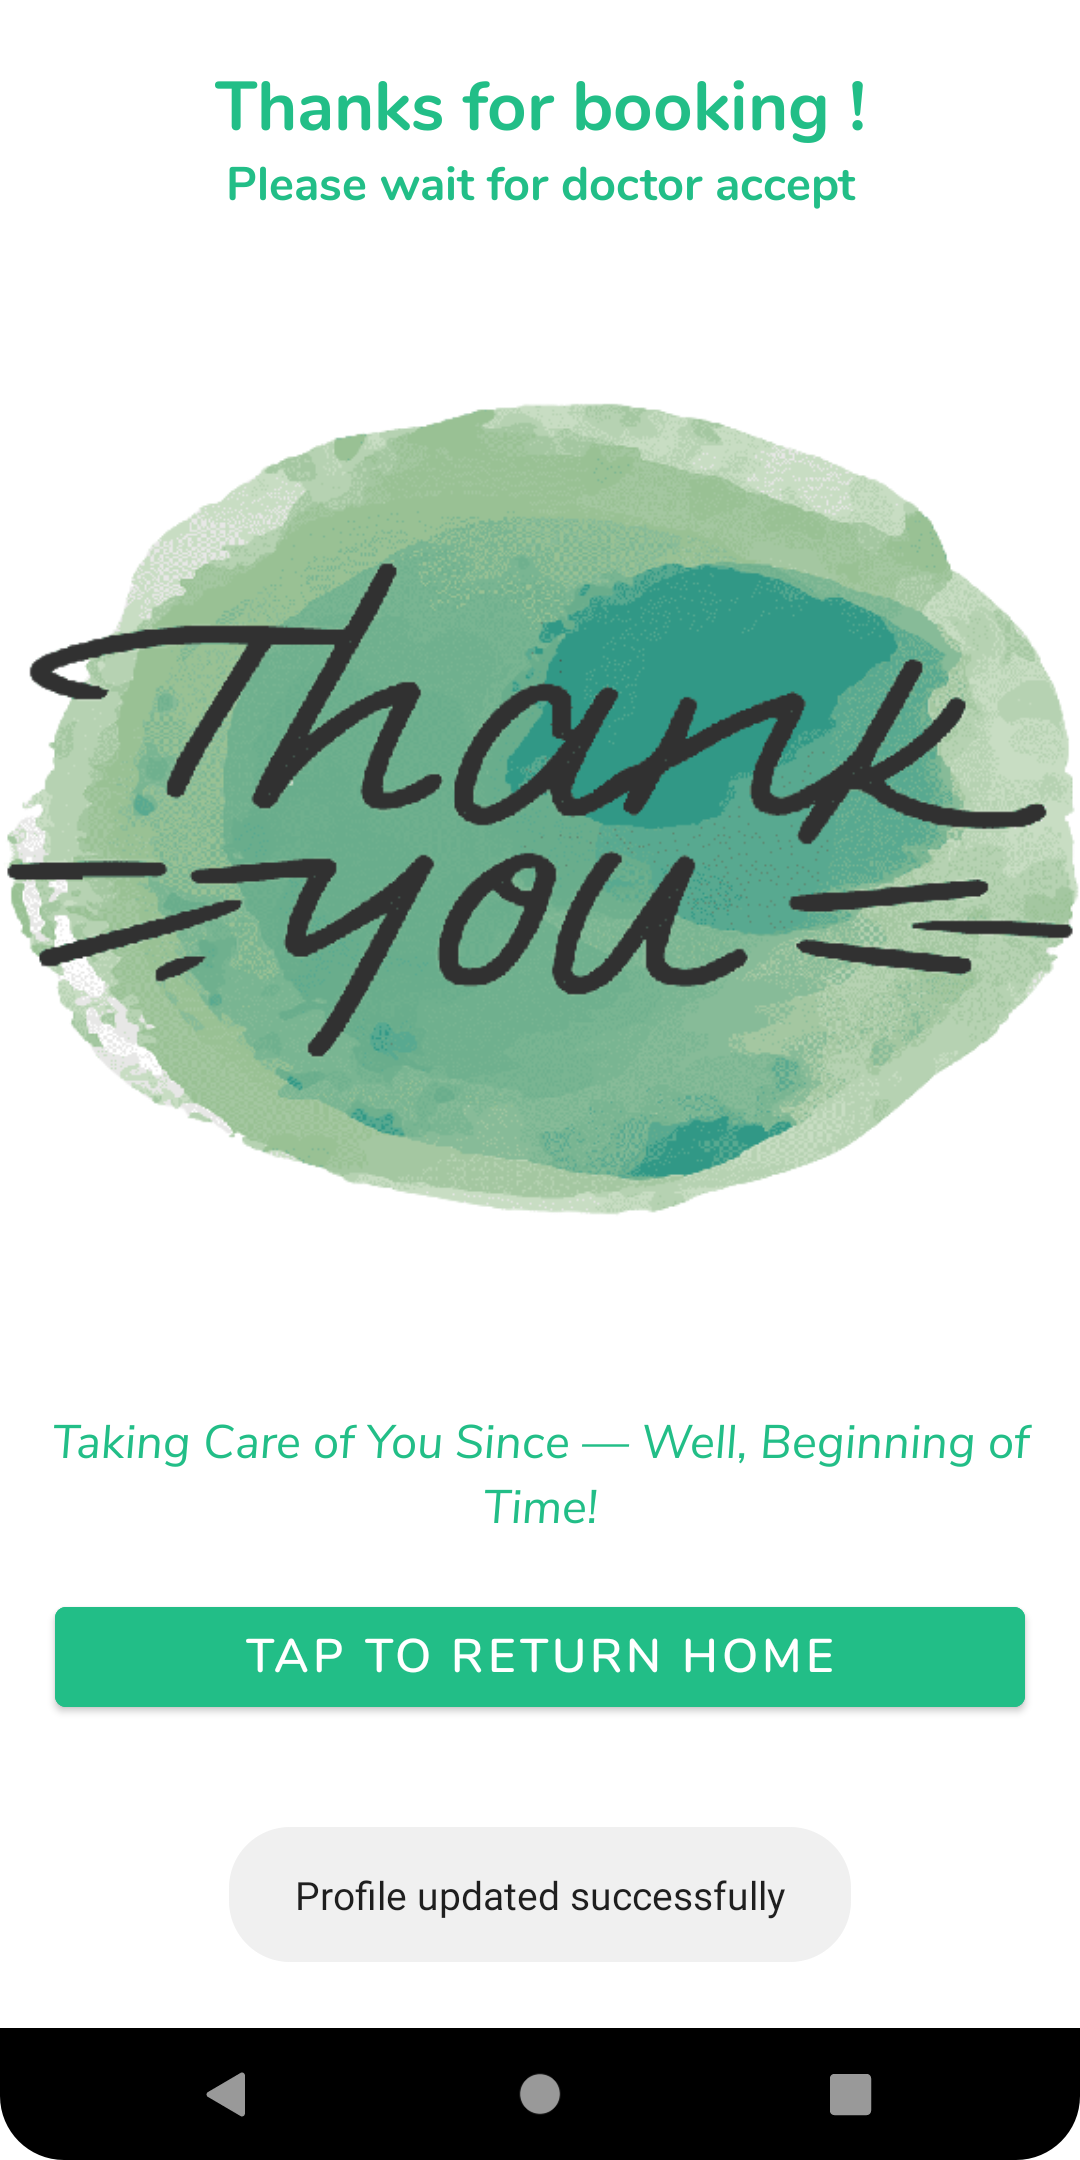 Thanks for booking !
Please wait for doctor accept
Thank
you
Taking Care of You Since — Well, Beginning of
Time!
TAP TO RETURN HOME
Profile updated successfully